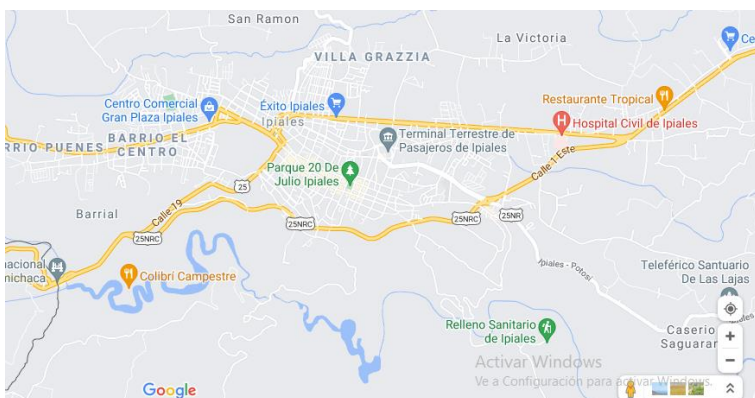 San Ramon
La Victoria
Ce
VILLA GRAZZIA
Restaurante Tropical
Centro Comercial
Gran Plaza Ipiales
Éxito Ipiales
Ipiales
Hospital Civil de Ipiales
Terminal Terrestre de
Pasajeros de Ipiales
RRIO PUENES
BARRIO EL
CENTRO
Calle 1 Este
Parque 20 De
Julio Ipiales
25
Barrial
Calle 19
25NRC
25NRC
25NRC
25NR
nacional
michaca
Colibri Campestre
Ipiales - Potosí
Teleférico Santuario
De Las Lajas
Relleno Sanitario
de Ipiales
Caserio
Saguaran
Activar Windows
Ve a Configuración para activar Windows.
Google